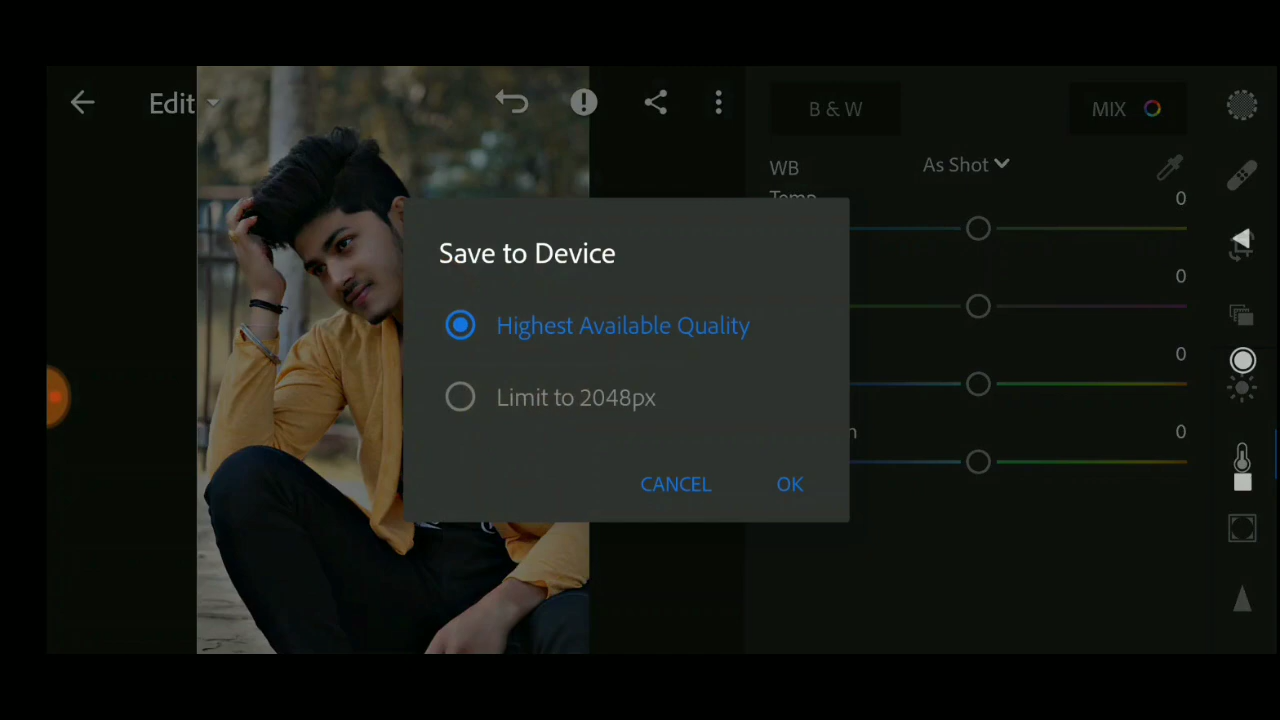 Edit
B & W
MIX
WB
As Shot
Temp
0
0
0
0
Save to Device
Highest Available Quality
Limit to 2048px
CANCEL
OK